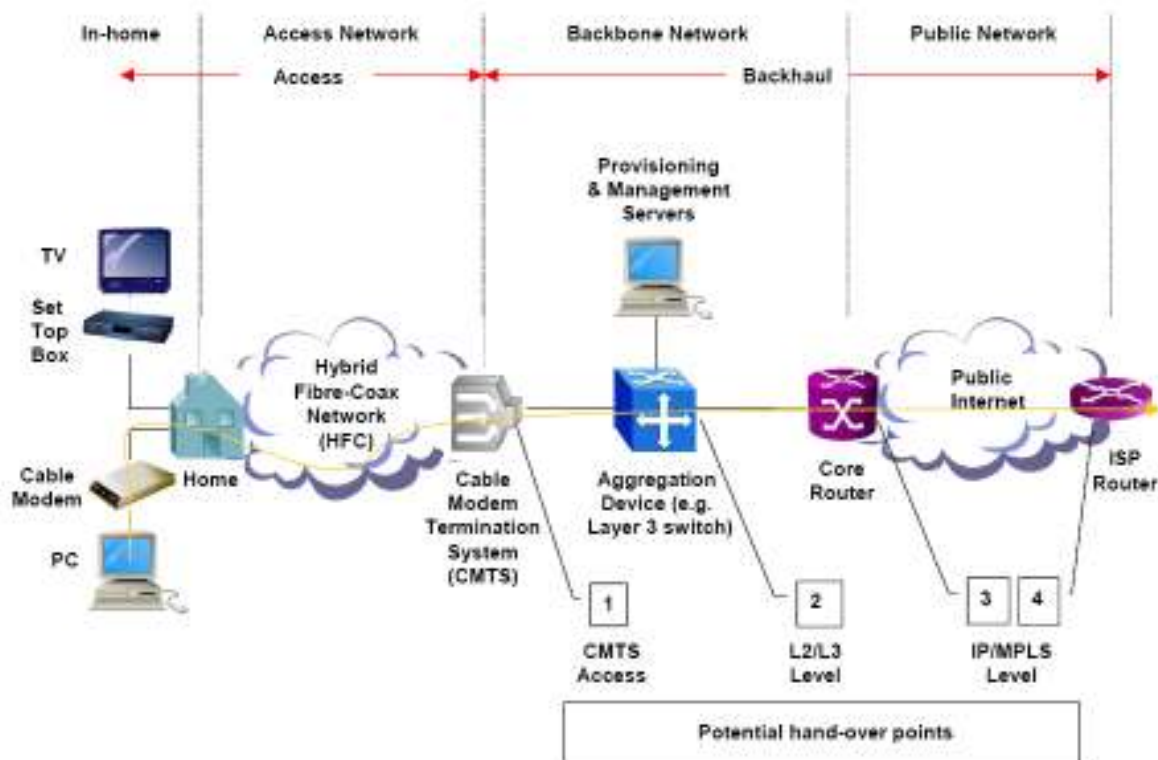 In-home
Access Network
Backbone Network
Public Network
Access
Backhaul
Provisioning
& Management
Servers
TV
Set
Top
Box
Hybrid
Fibre-Coax
Network
(HFC)
Public
Internet
Cable
Modem
Home
Cable
Modem
Termination
System
(CMTS)
Aggregation
Device (e.g.
Layer 3 switch)
Core
Router
ISP
Router
PC
1
2
3
4
CMTS
Access
L2/L3
Level
IP/MPLS
Level
Potential hand-over points